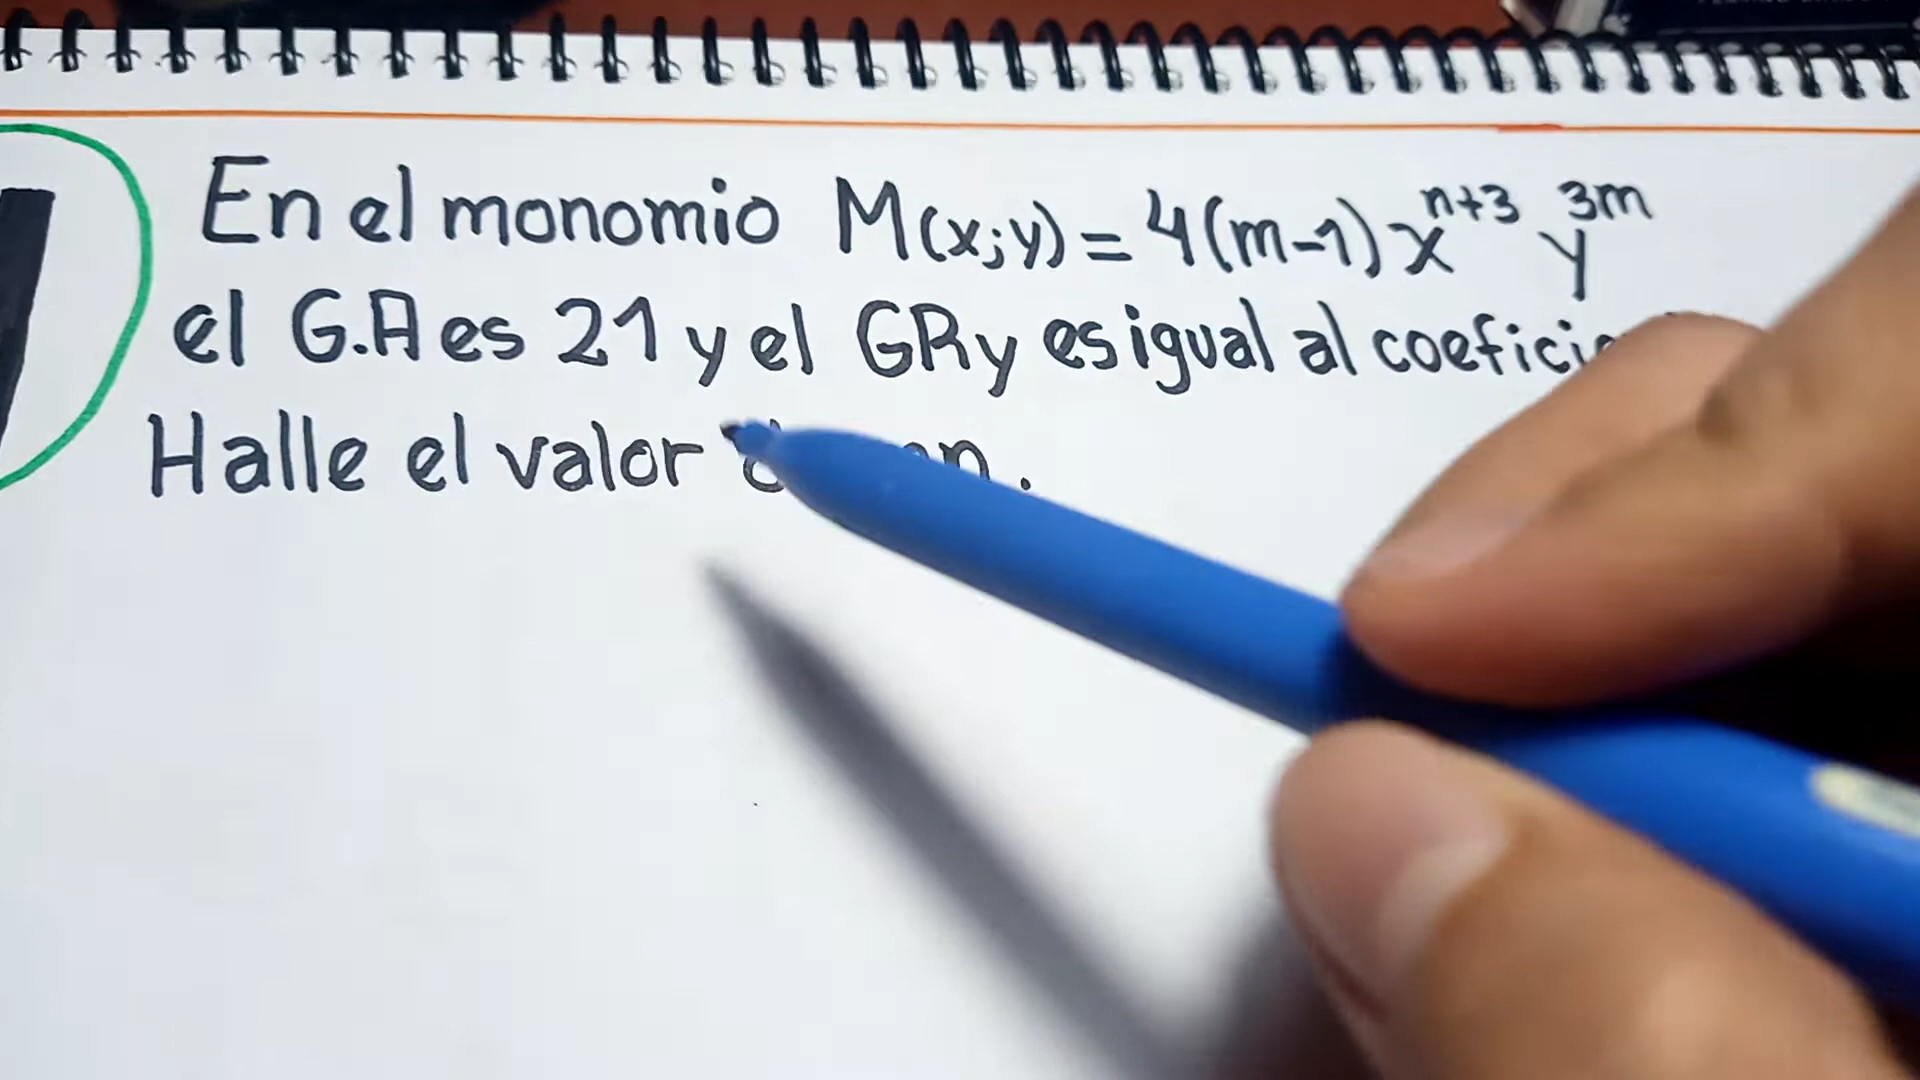 En el monomio M(x;y) = 4(m-1) x^{n+3} y^{3m}
el G.A es 21 y el GRy es igual al
Halle el valor